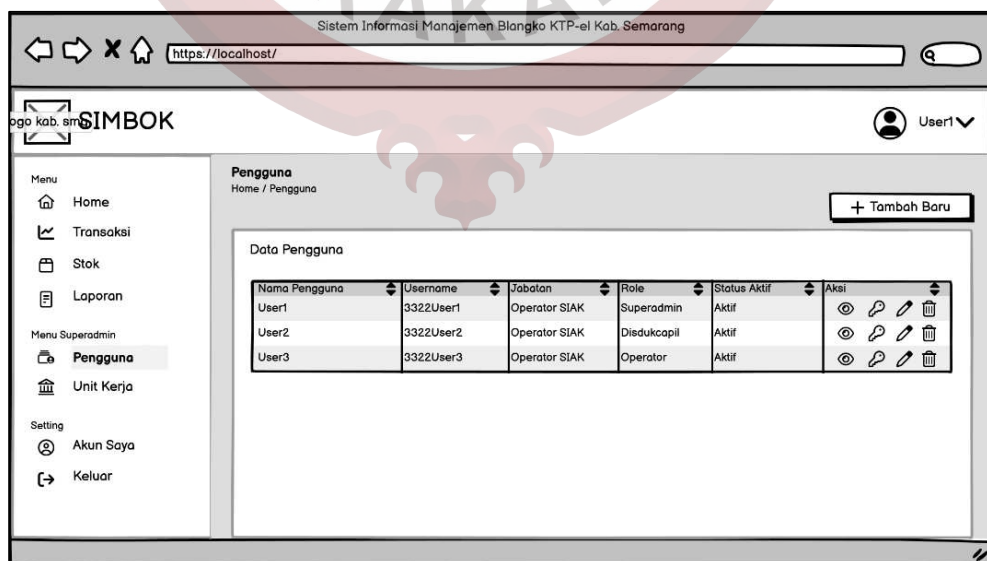 Sistem Informasi Manajemen Blangko KTP-el Kab. Semarang
https://localhost/
ogo kab. sma
SIMBOK
User1
Menu
Home
Transaksi
Stok
Laporan
Menu Superadmin
Pengguna
Unit Kerja
Setting
Akun Saya
Keluar
Pengguna
Home / Pengguna
+ Tambah Baru
Data Pengguna
Nama Pengguna Username Jabatan Role Status Aktif Aksi
User1 3322User1 Operator SIAK Superadmin Aktif
User2 3322User2 Operator SIAK Disdukcapil Aktif
User3 3322User3 Operator SIAK Operator Aktif